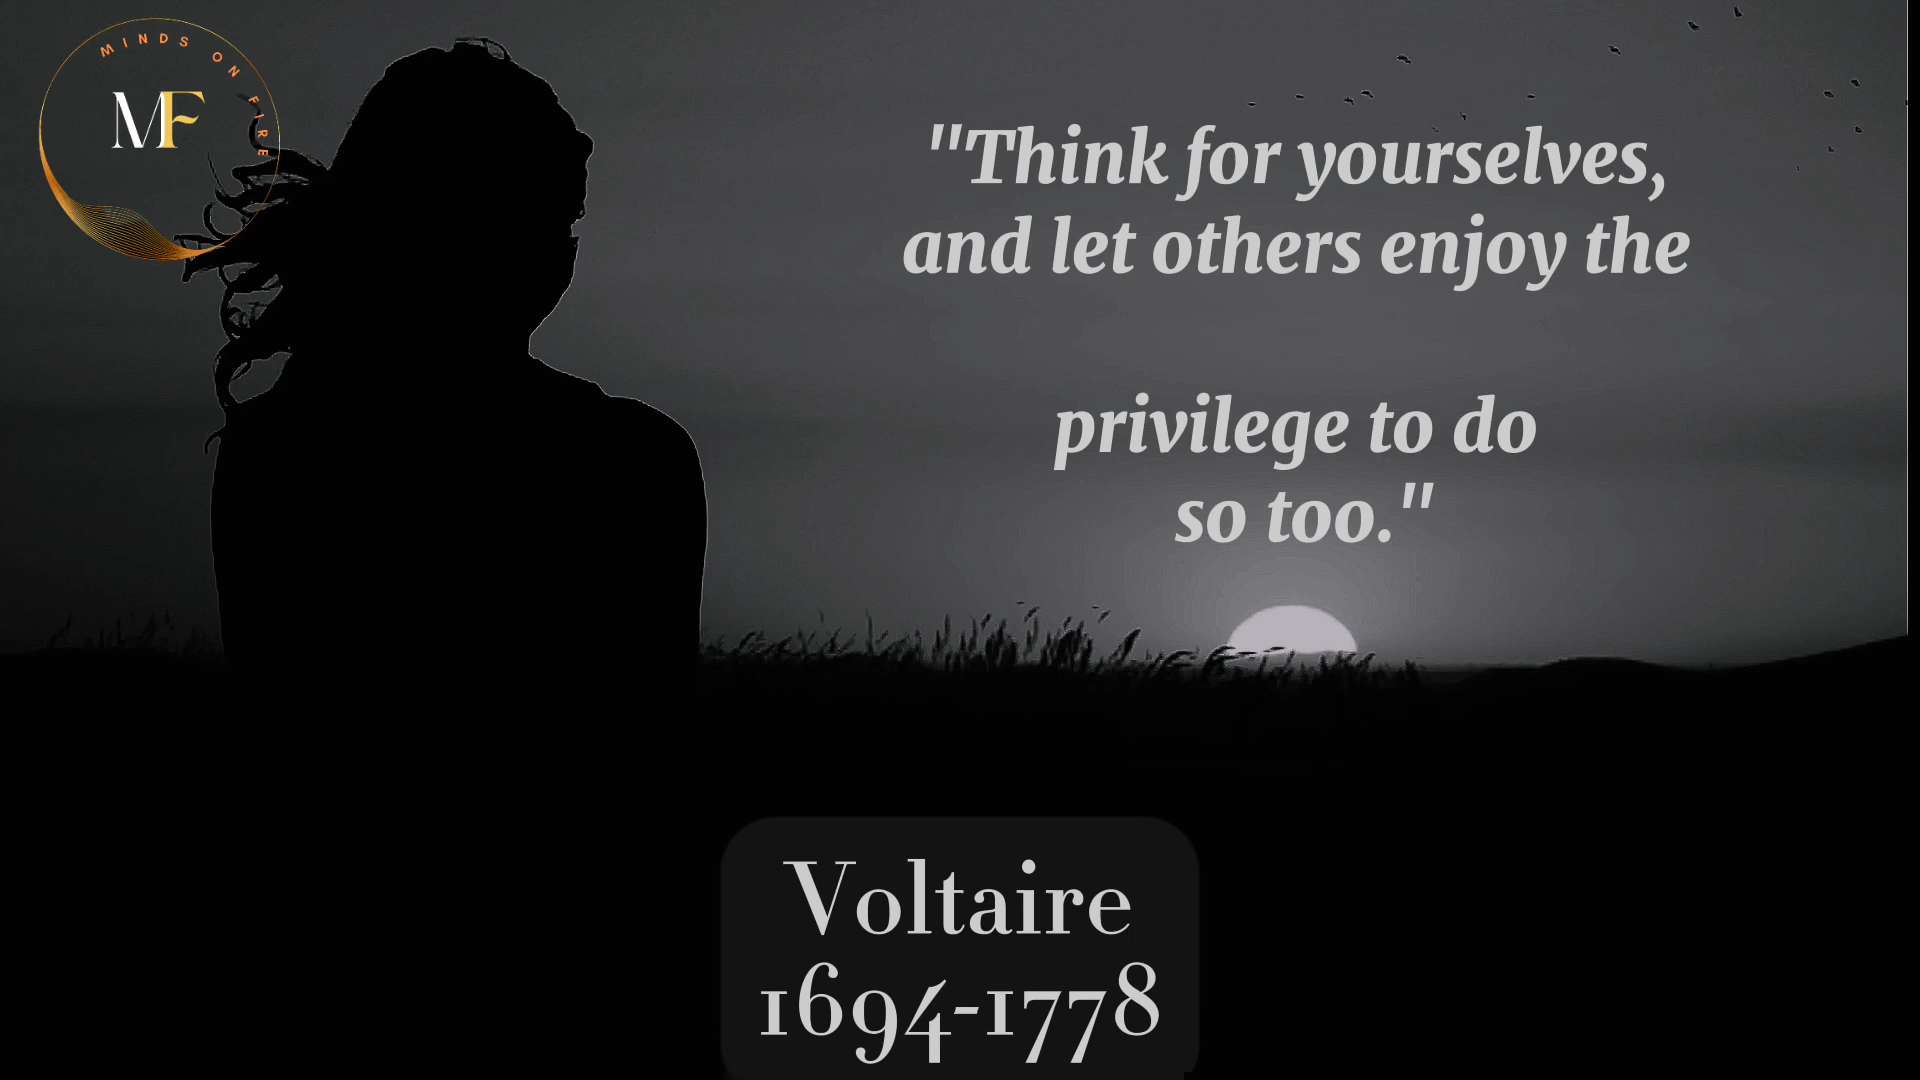 MINDS ON FIRE
MF
"Think for yourselves,
and let others enjoy the
privilege to do
so too."
Voltaire
1694-1778